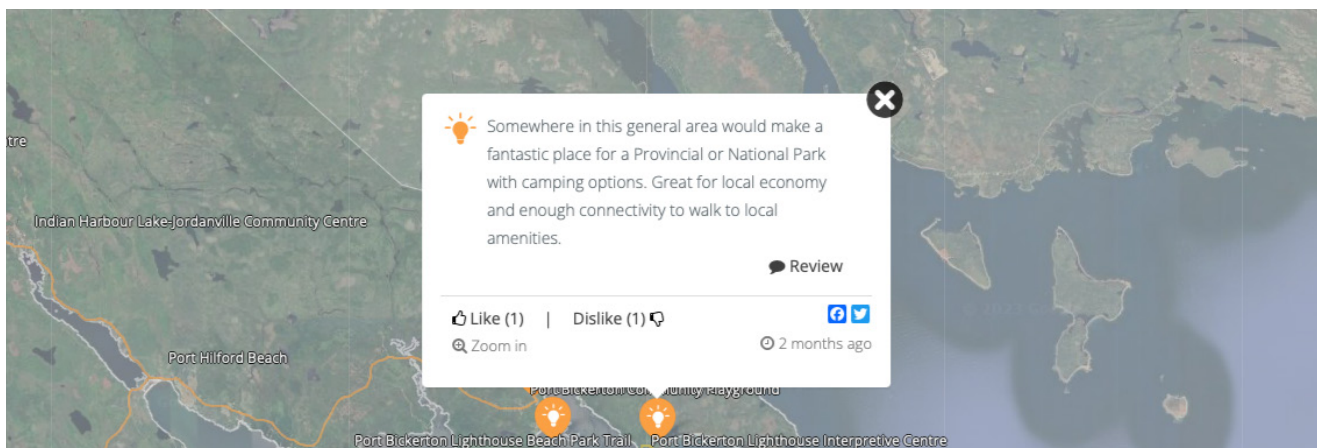 Somewhere in this general area would make a
fantastic place for a Provincial or National Park
with camping options. Great for local economy
and enough connectivity to walk to local
amenities.
Review
Like (1) | Dislike (1)
Zoom in
2 months ago
tre
Indian Harbour Lake-Jordanville Community Centre
Port Hilford Beach
Port Bickerton Community Playground
Port Bickerton Lighthouse Beach Park Trail
Port Bickerton Lighthouse Interpretive Centre